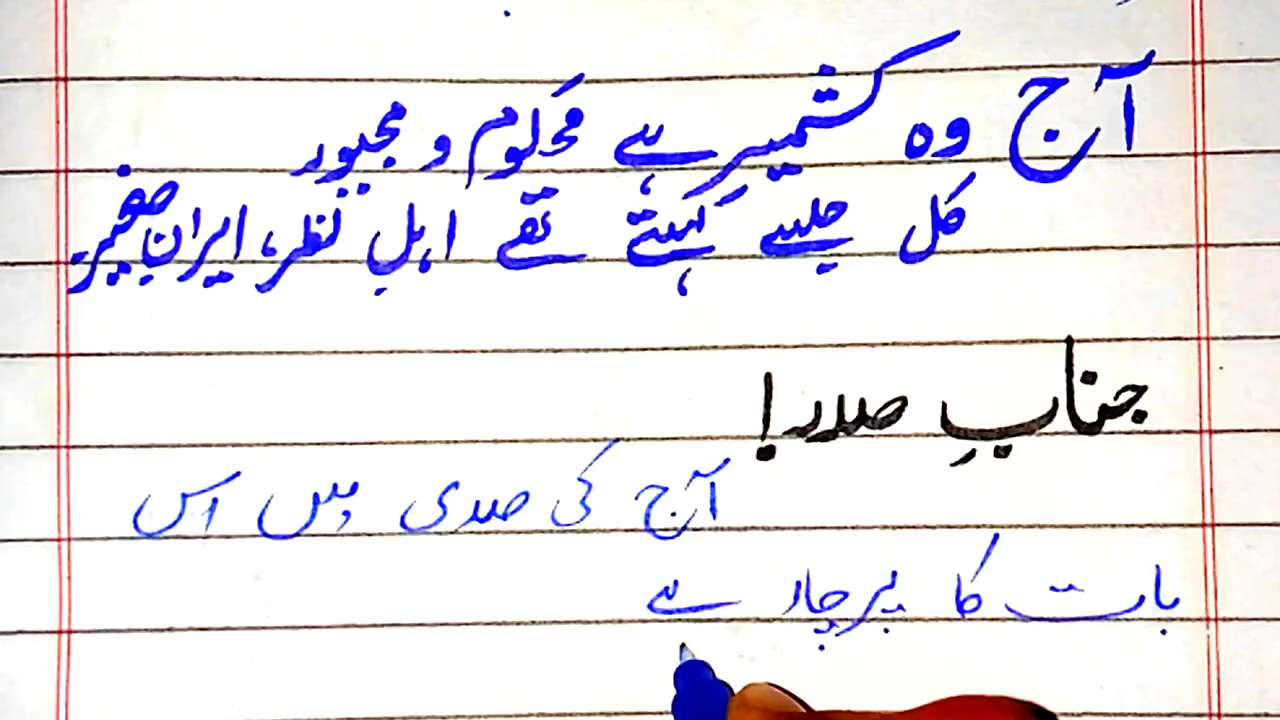 آج وہ کشمیر ہے محکوم و مجبور
کل جسے کہتے تھے اہلِ نظر، ایرانِ صغیر
جنابِ صدر!
آج کی صدی میں اس
بات کا پرچار ہے